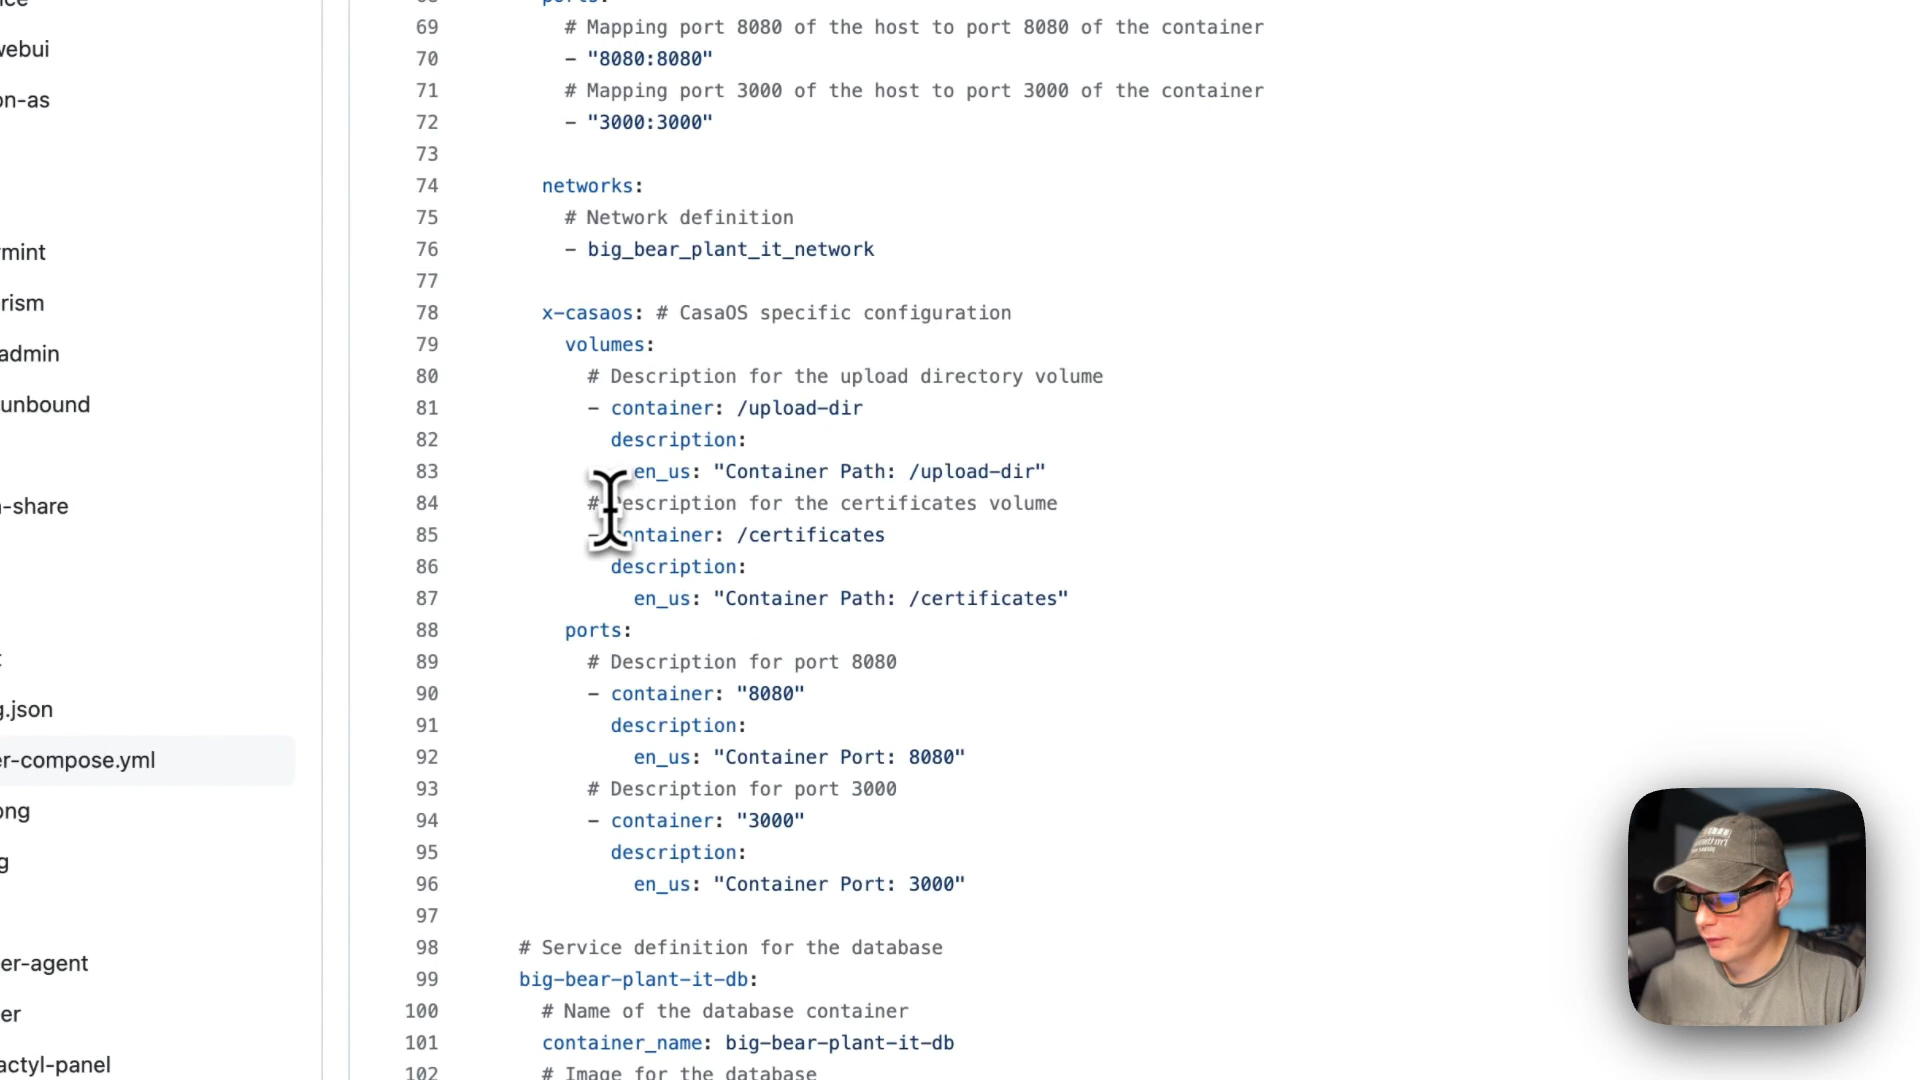 webui
on-as
mint
rism
admin
unbound
-share
g.json
er-compose.yml
ong
g
er-agent
er
actyl-panel
69 # Mapping port 8080 of the host to port 8080 of the container
70 - "8080:8080"
71 # Mapping port 3000 of the host to port 3000 of the container
72 - "3000:3000"
73
74 networks:
75 # Network definition
76 - big_bear_plant_it_network
77
78 x-casaos: # CasaOS specific configuration
79 volumes:
80 # Description for the upload directory volume
81 - container: /upload-dir
82 description:
83 en_us: "Container Path: /upload-dir"
84 # Description for the certificates volume
85 - container: /certificates
86 description:
87 en_us: "Container Path: /certificates"
88 ports:
89 # Description for port 8080
90 - container: "8080"
91 description:
92 en_us: "Container Port: 8080"
93 # Description for port 3000
94 - container: "3000"
95 description:
96 en_us: "Container Port: 3000"
97
98 # Service definition for the database
99 big-bear-plant-it-db:
100 # Name of the database container
101 container_name: big-bear-plant-it-db
102 # Image for the database